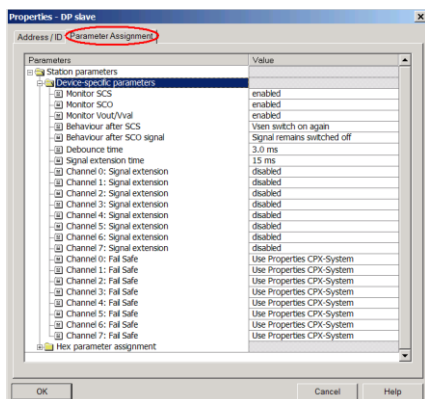 Properties - DP slave
Address / ID Parameter Assignment
Parameters Value
Station parameters
Device-specific parameters
Monitor SCS enabled
Monitor SCO enabled
Monitor Vout/Vval enabled
Behaviour after SCS Vsen switch on again
Behaviour after SCO signal Signal remains switched off
Debounce time 3.0 ms
Signal extension time 15 ms
Channel 0: Signal extension disabled
Channel 1: Signal extension disabled
Channel 2: Signal extension disabled
Channel 3: Signal extension disabled
Channel 4: Signal extension disabled
Channel 5: Signal extension disabled
Channel 6: Signal extension disabled
Channel 7: Signal extension disabled
Channel 0: Fail Safe Use Properties CPX-System
Channel 1: Fail Safe Use Properties CPX-System
Channel 2: Fail Safe Use Properties CPX-System
Channel 3: Fail Safe Use Properties CPX-System
Channel 4: Fail Safe Use Properties CPX-System
Channel 5: Fail Safe Use Properties CPX-System
Channel 6: Fail Safe Use Properties CPX-System
Channel 7: Fail Safe Use Properties CPX-System
Hex parameter assignment
OK Cancel Help